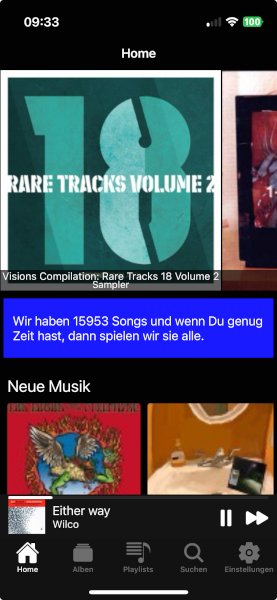 09:33
100
Home
18
RARE TRACKS VOLUME 2
Visions Compilation: Rare Tracks 18 Volume 2
Sampler
Wir haben 15953 Songs und wenn Du genug
Zeit hast, dann spielen wir sie alle.
Neue Musik
Either way
Wilco
Home
Alben
Playlists
Suchen
Einstellungen